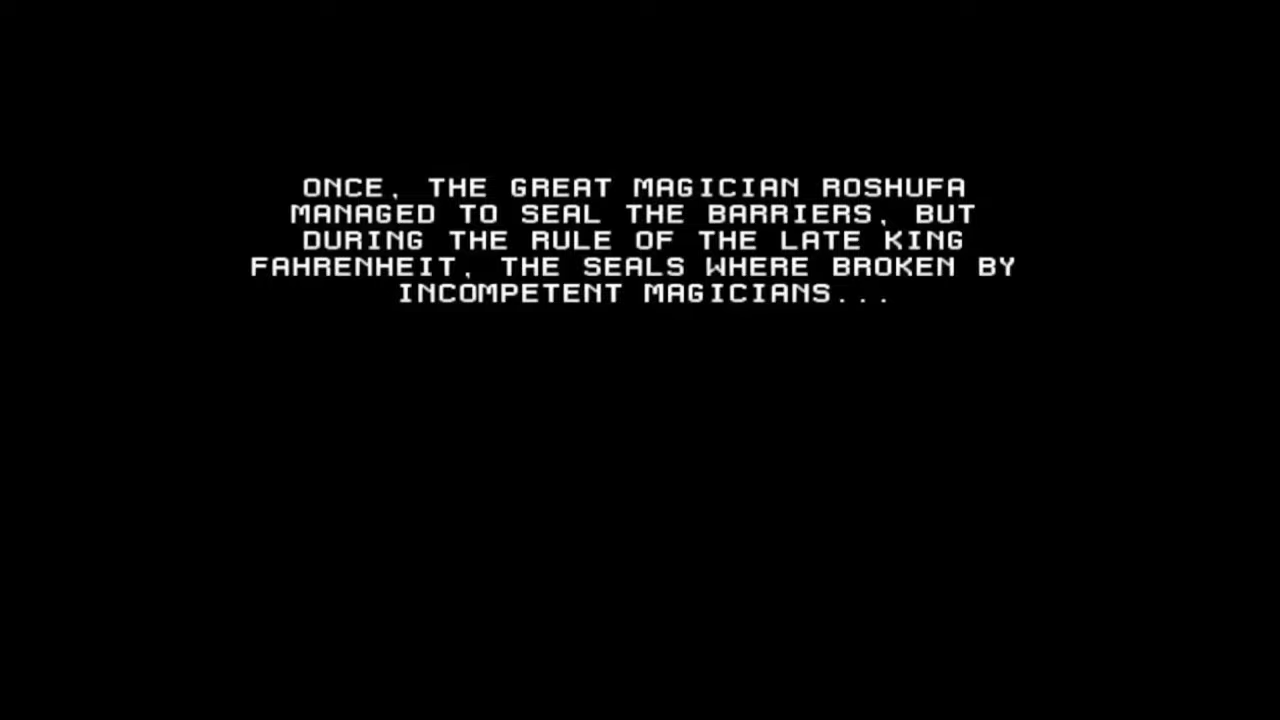 ONCE, THE GREAT MAGICIAN ROSHUFA
MANAGED TO SEAL THE BARRIERS, BUT
DURING THE RULE OF THE LATE KING
FAHRENHEIT, THE SEALS WHERE BROKEN BY
INCOMPETENT MAGICIANS...